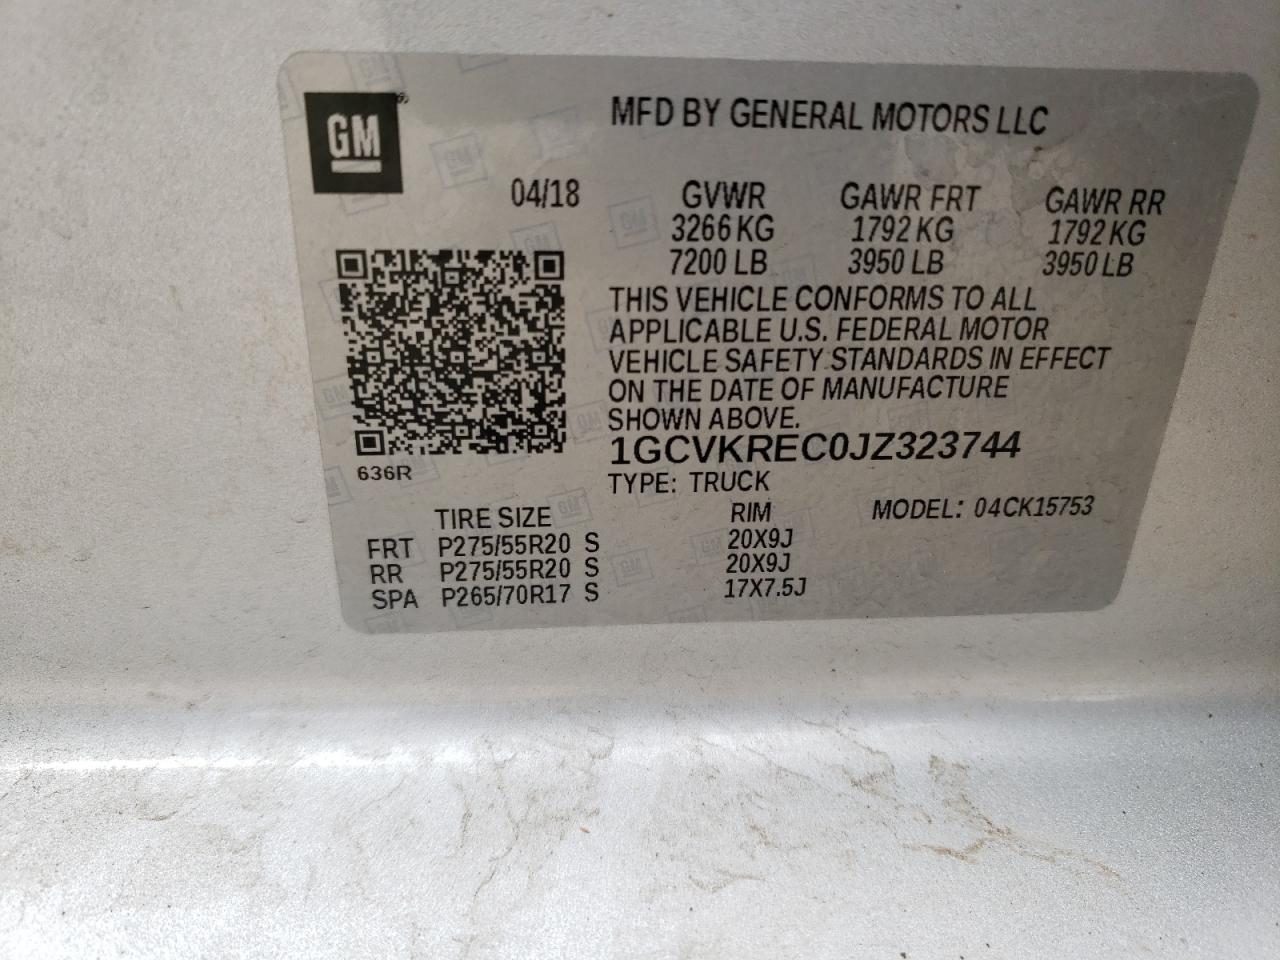 GM
MFD BY GENERAL MOTORS LLC
04/18
GVWR GAWR FRT GAWR RR
3266 KG 1792 KG 1792 KG
7200 LB 3950 LB 3950 LB
THIS VEHICLE CONFORMS TO ALL
APPLICABLE U.S. FEDERAL MOTOR
VEHICLE SAFETY STANDARDS IN EFFECT
ON THE DATE OF MANUFACTURE
SHOWN ABOVE.
1GCVKREC0JZ323744
636R
TYPE: TRUCK
TIRE SIZE RIM MODEL: 04CK15753
FRT P275/55R20 S 20X9J
RR P275/55R20 S 20X9J
SPA P265/70R17 S 17X7.5J